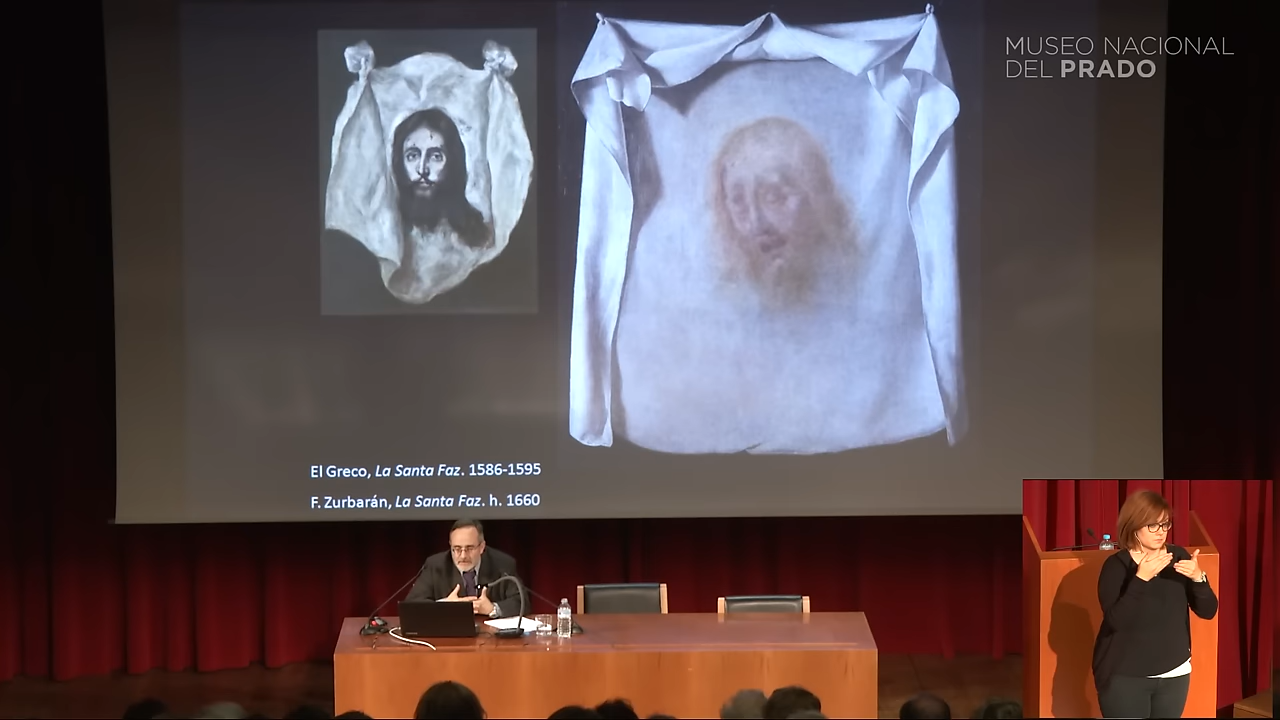 MUSEO NACIONAL
DEL PRADO
El Greco, La Santa Faz. 1586-1595
F. Zurbarán, La Santa Faz. h. 1660